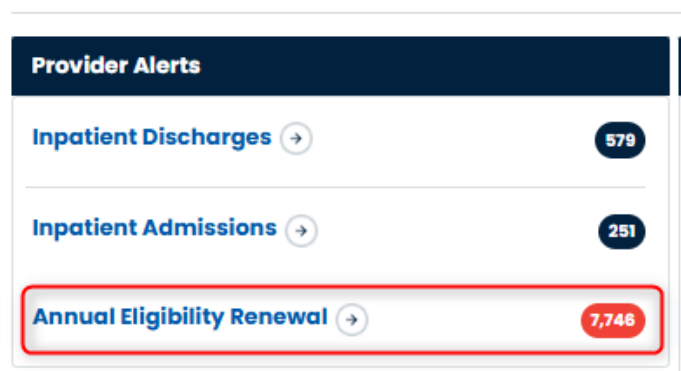 Provider Alerts
Inpatient Discharges 579
Inpatient Admissions 251
Annual Eligibility Renewal 7,746